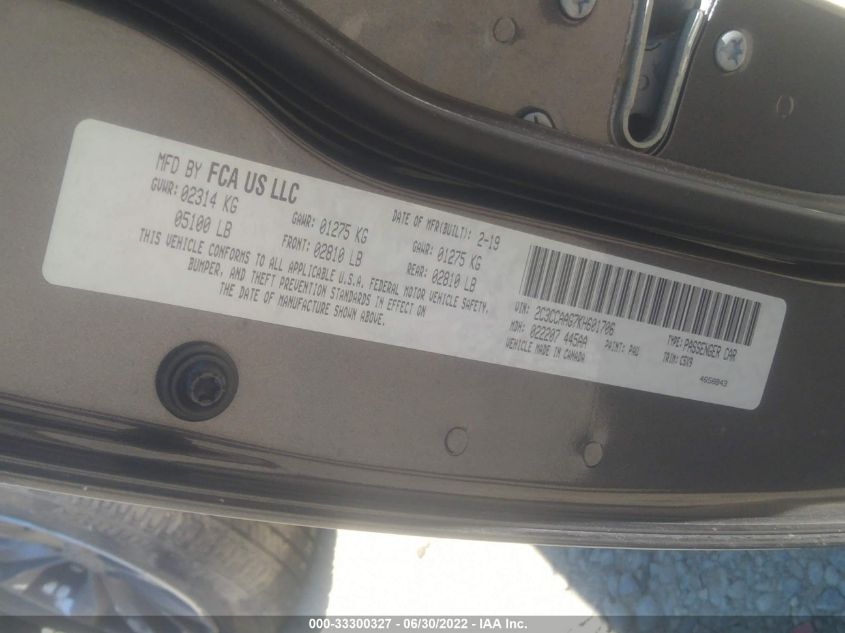 MFD BY FCA US LLC
DATE OF MFR(BUILT): 2-19
GVWR: 02314 KG
GAWR: 01275 KG
GAWR: 01275 KG
05100 LB
FRONT: 02810 LB
REAR: 02810 LB
THIS VEHICLE CONFORMS TO ALL APPLICABLE U.S.A. FEDERAL MOTOR VEHICLE SAFETY,
BUMPER, AND THEFT PREVENTION STANDARDS IN EFFECT ON
THE DATE OF MANUFACTURE SHOWN ABOVE.
VIN: 2C3CCAAG7KH601706
TYPE: PASSENGER CAR
MDH: 022207 445AA
PAINT: PAU
TRIM: C5X9
VEHICLE MADE IN CANADA
4650843
000-33300327 - 06/30/2022 - IAA Inc.